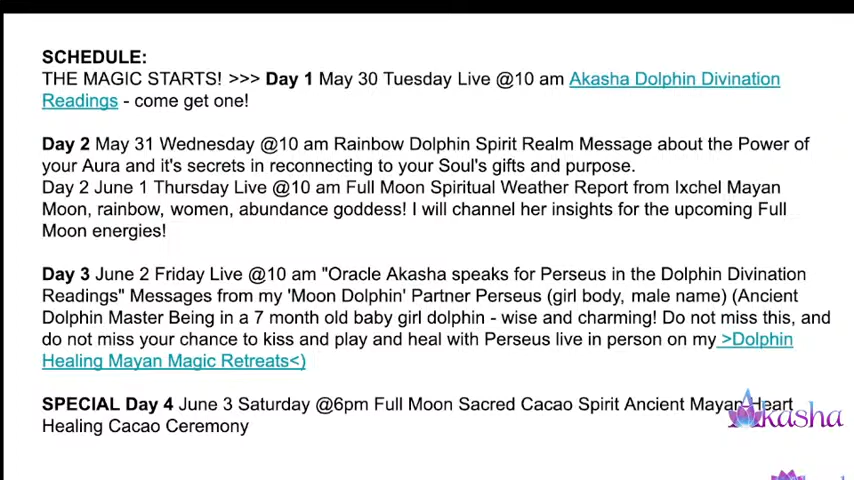 SCHEDULE:
THE MAGIC STARTS! >>> Day 1 May 30 Tuesday Live @10 am Akasha Dolphin Divination
Readings - come get one!
Day 2 May 31 Wednesday @10 am Rainbow Dolphin Spirit Realm Message about the Power of
your Aura and it's secrets in reconnecting to your Soul's gifts and purpose.
Day 2 June 1 Thursday Live @10 am Full Moon Spiritual Weather Report from Ixchel Mayan
Moon, rainbow, women, abundance goddess! I will channel her insights for the upcoming Full
Moon energies!
Day 3 June 2 Friday Live @10 am "Oracle Akasha speaks for Perseus in the Dolphin Divination
Readings" Messages from my 'Moon Dolphin' Partner Perseus (girl body, male name) (Ancient
Dolphin Master Being in a 7 month old baby girl dolphin - wise and charming! Do not miss this, and
do not miss your chance to kiss and play and heal with Perseus live in person on my >Dolphin
Healing Mayan Magic Retreats<)
SPECIAL Day 4 June 3 Saturday @6pm Full Moon Sacred Cacao Spirit Ancient Mayan Heart
Healing Cacao Ceremony
Akasha